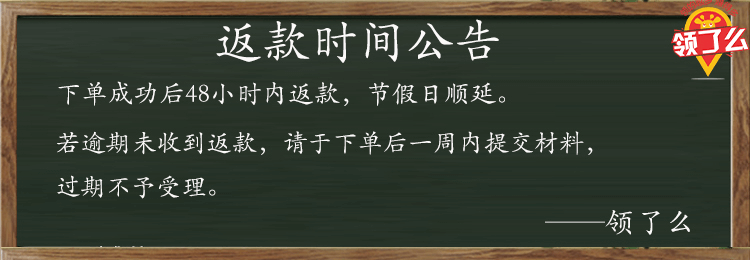 返款时间公告
领了么
下单成功后48小时内返款，节假日顺延。
若逾期未收到返款，请于下单后一周内提交材料，
过期不予受理。
——领了么